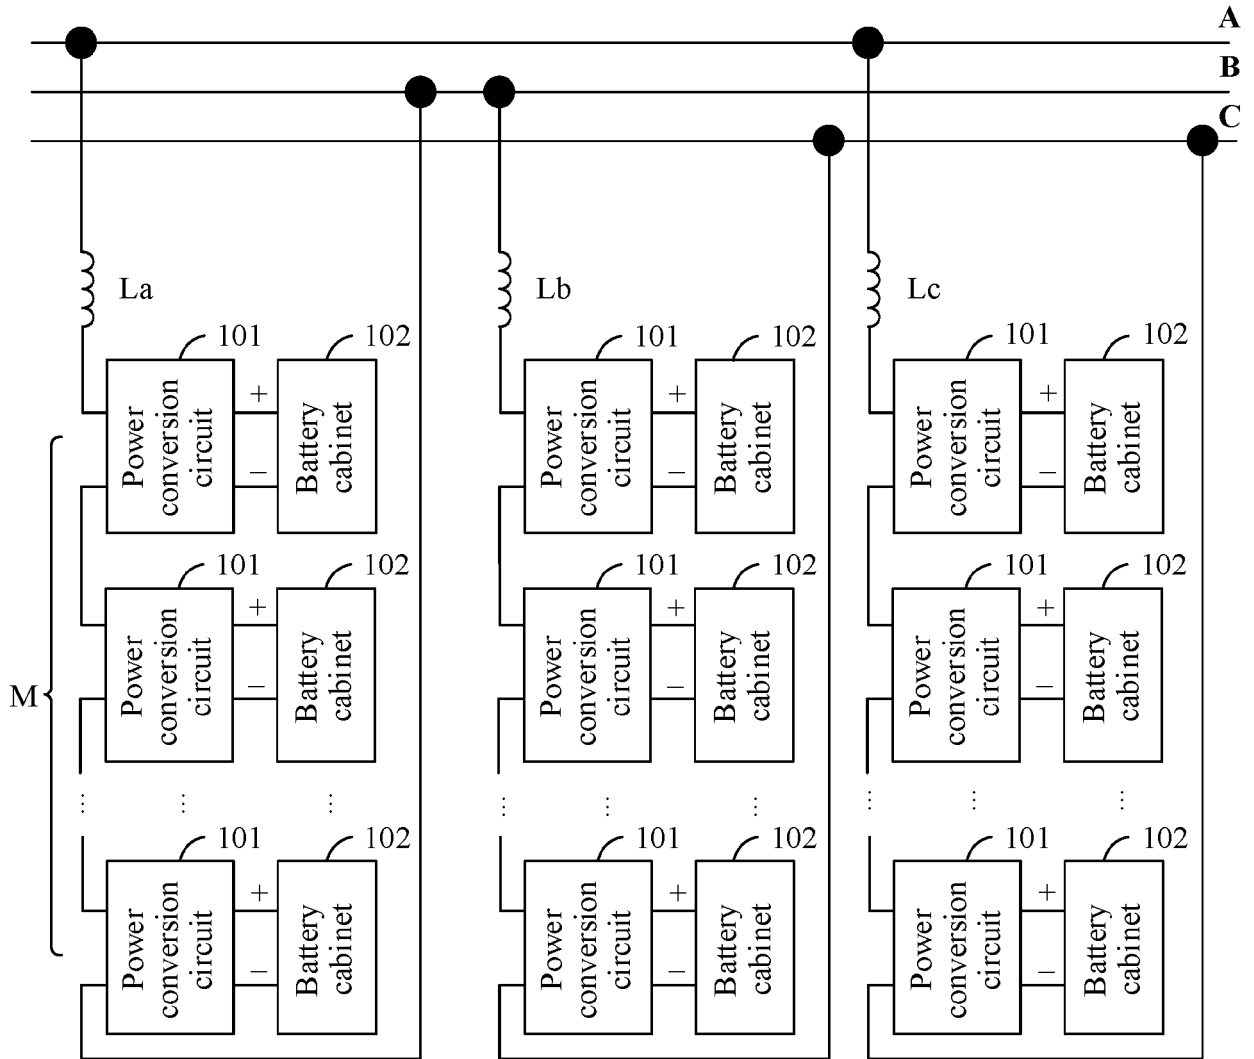 A
B
C
La
Lb
Lc
101
102
101
102
101
102
Power
conversion
circuit
+
−
Battery
cabinet
Power
conversion
circuit
+
−
Battery
cabinet
Power
conversion
circuit
+
−
Battery
cabinet
101
102
101
102
101
102
M
Power
conversion
circuit
+
−
Battery
cabinet
Power
conversion
circuit
+
−
Battery
cabinet
Power
conversion
circuit
+
−
Battery
cabinet
... ... ... ... ... ... ... ... ...
101
102
101
102
101
102
Power
conversion
circuit
+
−
Battery
cabinet
Power
conversion
circuit
+
−
Battery
cabinet
Power
conversion
circuit
+
−
Battery
cabinet